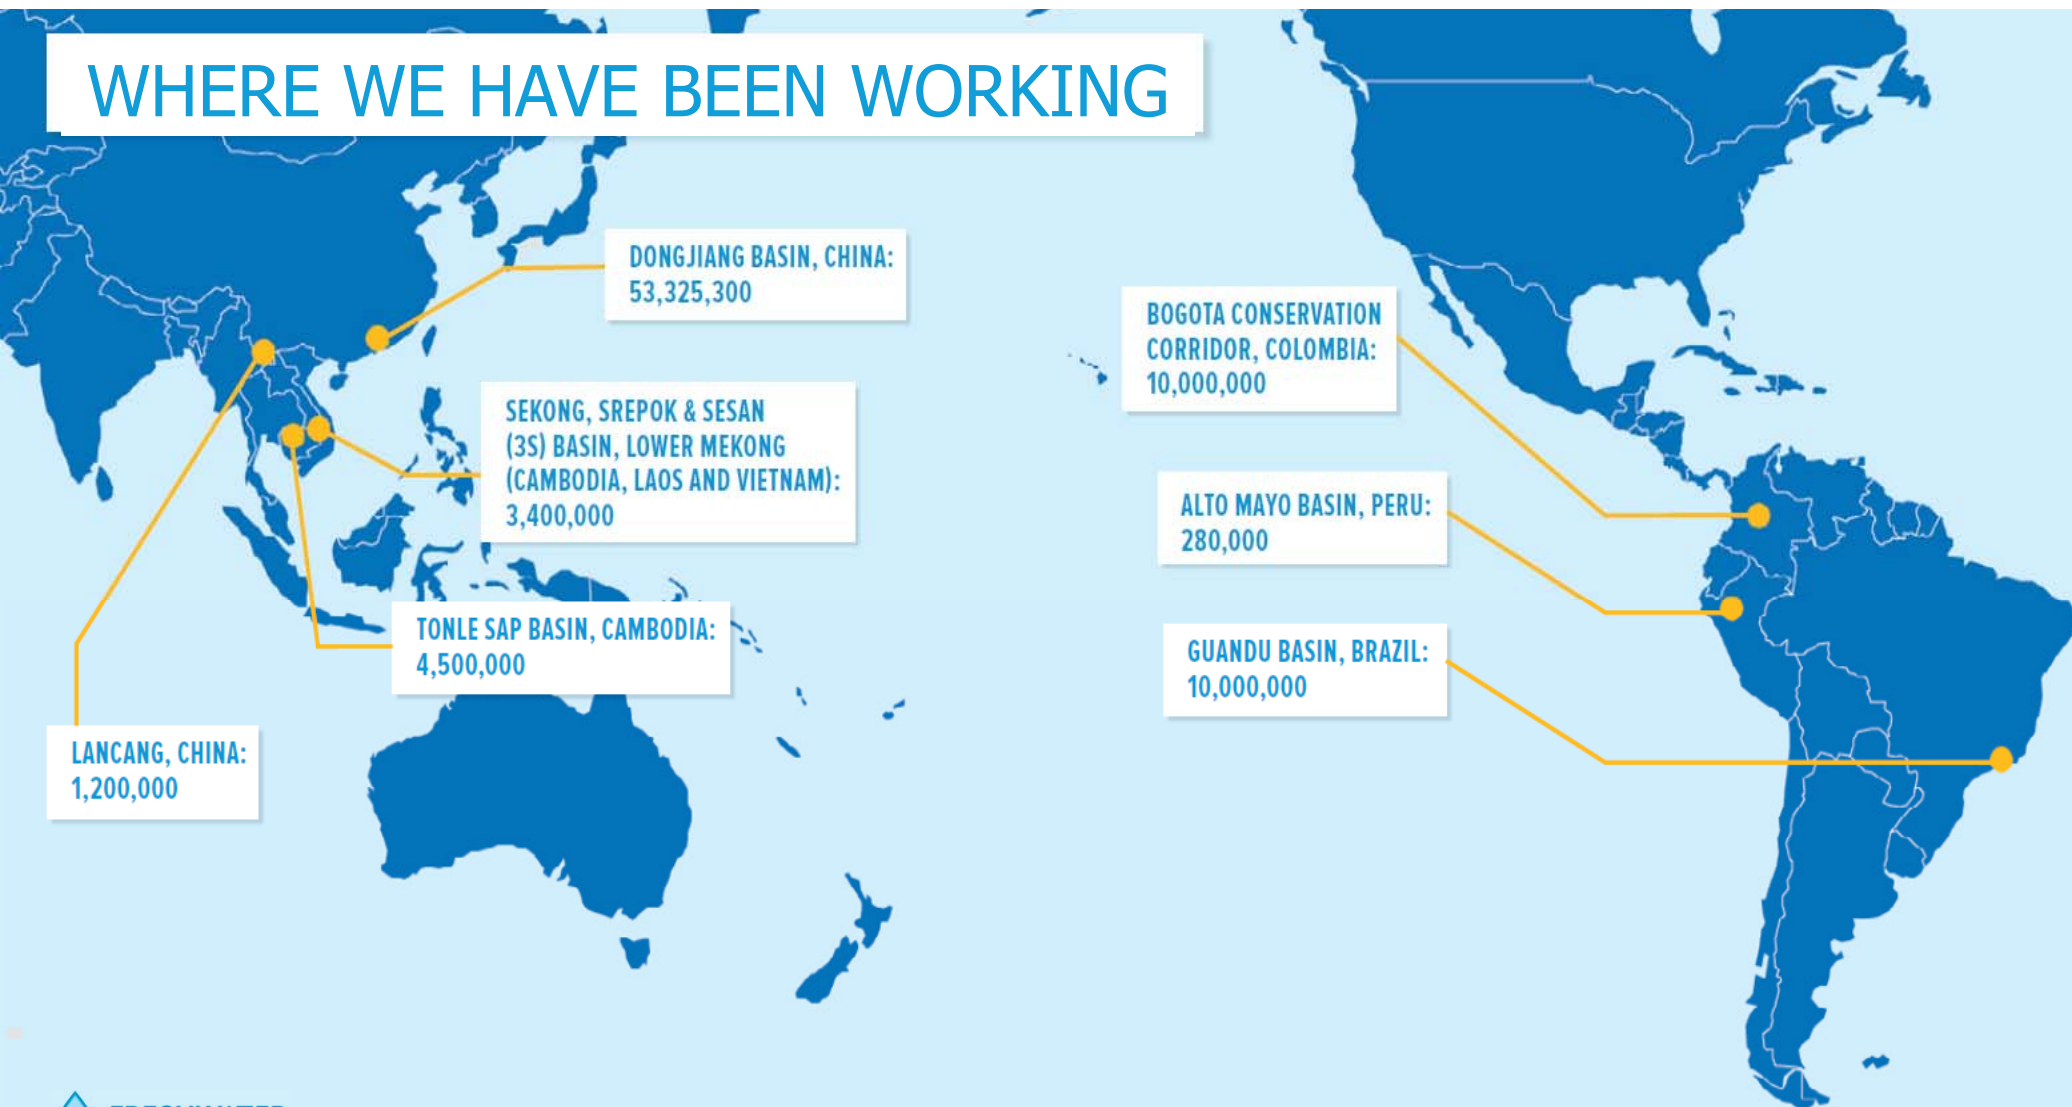 WHERE WE HAVE BEEN WORKING
DONGJIANG BASIN, CHINA:
53,325,300
BOGOTA CONSERVATION
CORRIDOR, COLOMBIA:
10,000,000
SEKONG, SREPOK & SESAN
(3S) BASIN, LOWER MEKONG
(CAMBODIA, LAOS AND VIETNAM):
3,400,000
ALTO MAYO BASIN, PERU:
280,000
TONLE SAP BASIN, CAMBODIA:
4,500,000
GUANDU BASIN, BRAZIL:
10,000,000
LANCANG, CHINA:
1,200,000
FRESHWATER